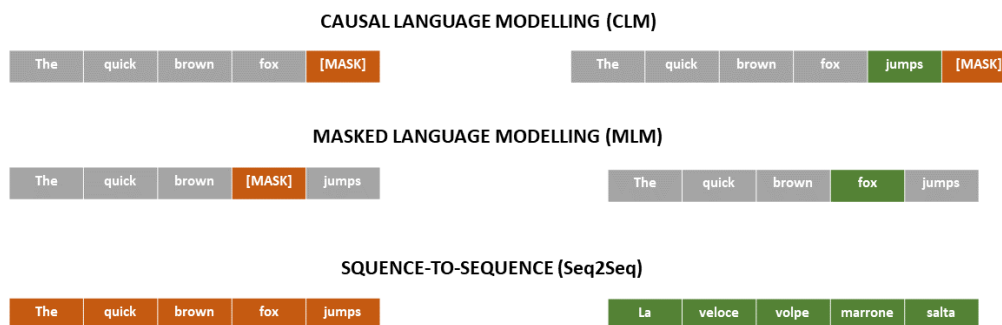 CAUSAL LANGUAGE MODELLING (CLM)
The quick brown fox [MASK] The quick brown fox jumps [MASK]
MASKED LANGUAGE MODELLING (MLM)
The quick brown [MASK] jumps The quick brown fox jumps
SQUENCE-TO-SEQUENCE (Seq2Seq)
The quick brown fox jumps La veloce volpe marrone salta